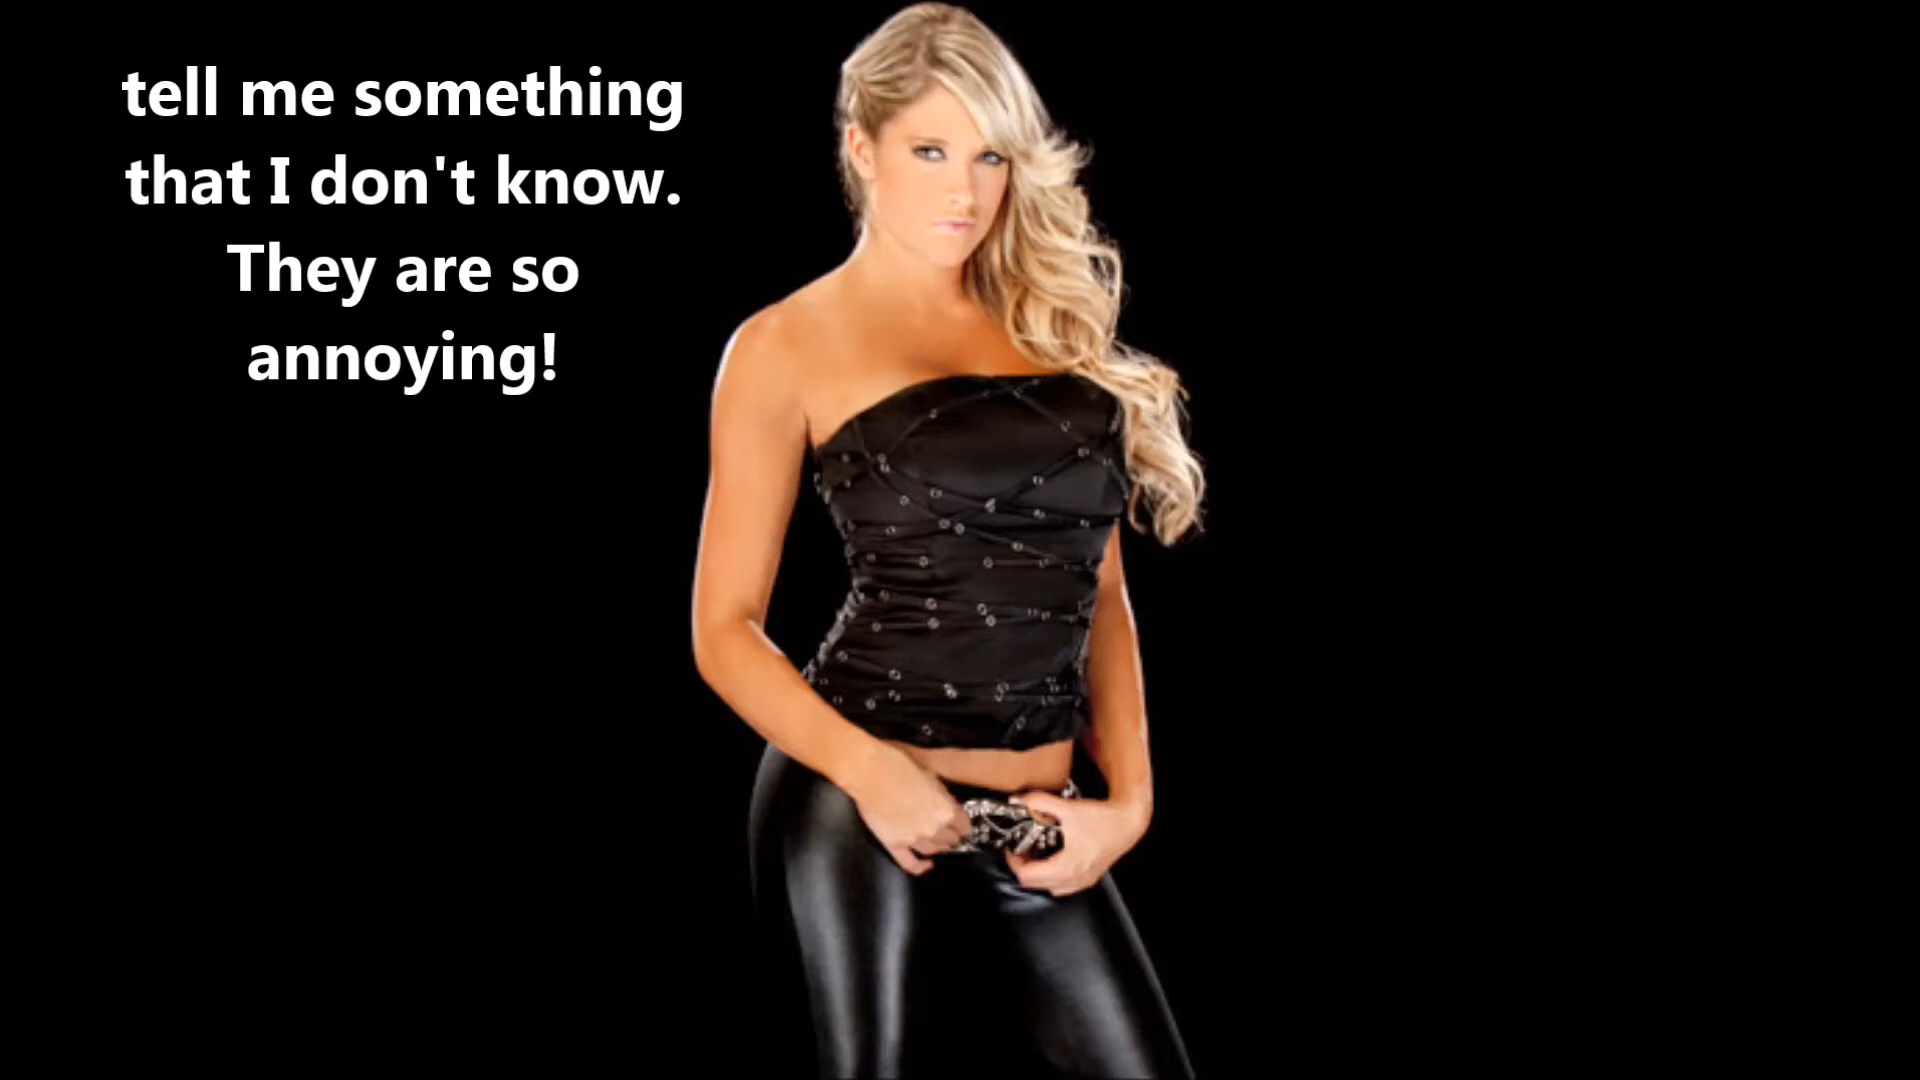 tell me something
that I don't know.
They are so
annoying!